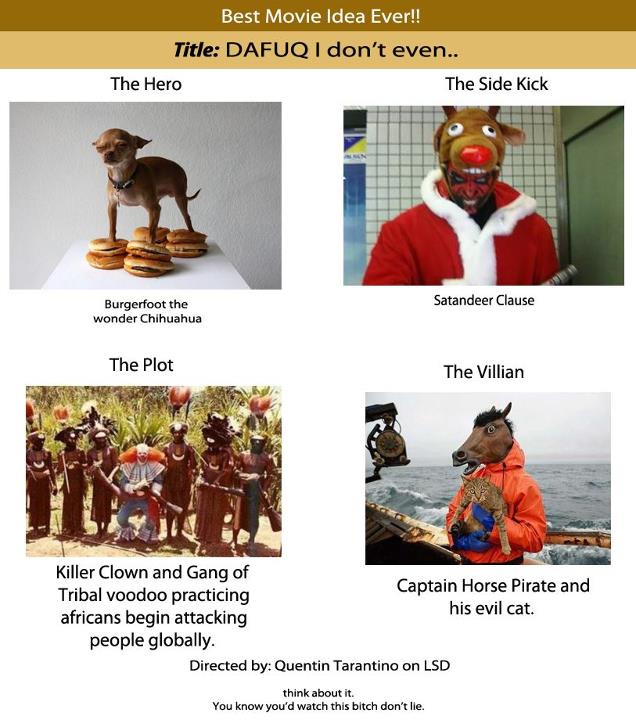 Best Movie Idea Ever!!
Title: DAFUQ I don't even..
The Hero
The Side Kick
Burgerfoot the
wonder Chihuahua
Satandeer Clause
The Plot
The Villian
Killer Clown and Gang of
Tribal voodoo practicing
africans begin attacking
people globally.
Captain Horse Pirate and
his evil cat.
Directed by: Quentin Tarantino on LSD
think about it.
You know you'd watch this bitch don't lie.